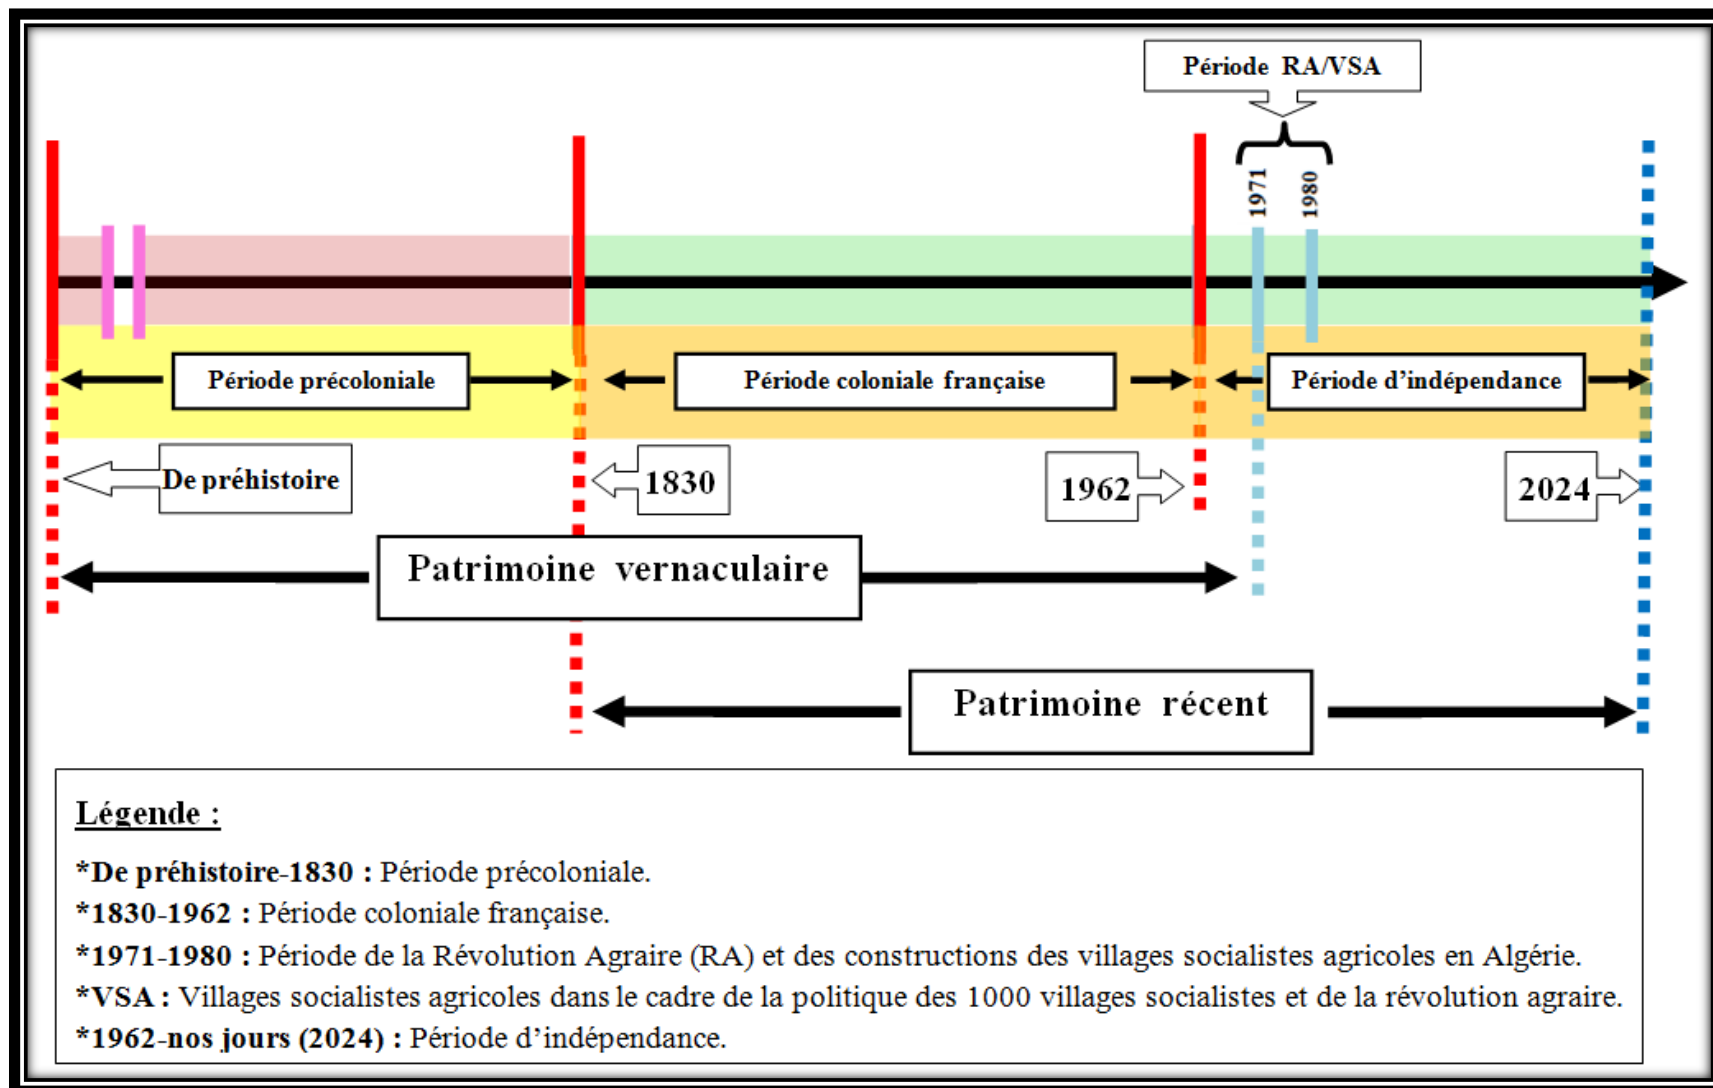 Période RA/VSA
1971
1980
Période précoloniale
Période coloniale française
Période d'indépendance
De préhistoire
1830
1962
2024
Patrimoine vernaculaire
Patrimoine récent
Légende :
*De préhistoire-1830 : Période précoloniale.
*1830-1962 : Période coloniale française.
*1971-1980 : Période de la Révolution Agraire (RA) et des constructions des villages socialistes agricoles en Algérie.
*VSA : Villages socialistes agricoles dans le cadre de la politique des 1000 villages socialistes et de la révolution agraire.
*1962-nos jours (2024) : Période d'indépendance.